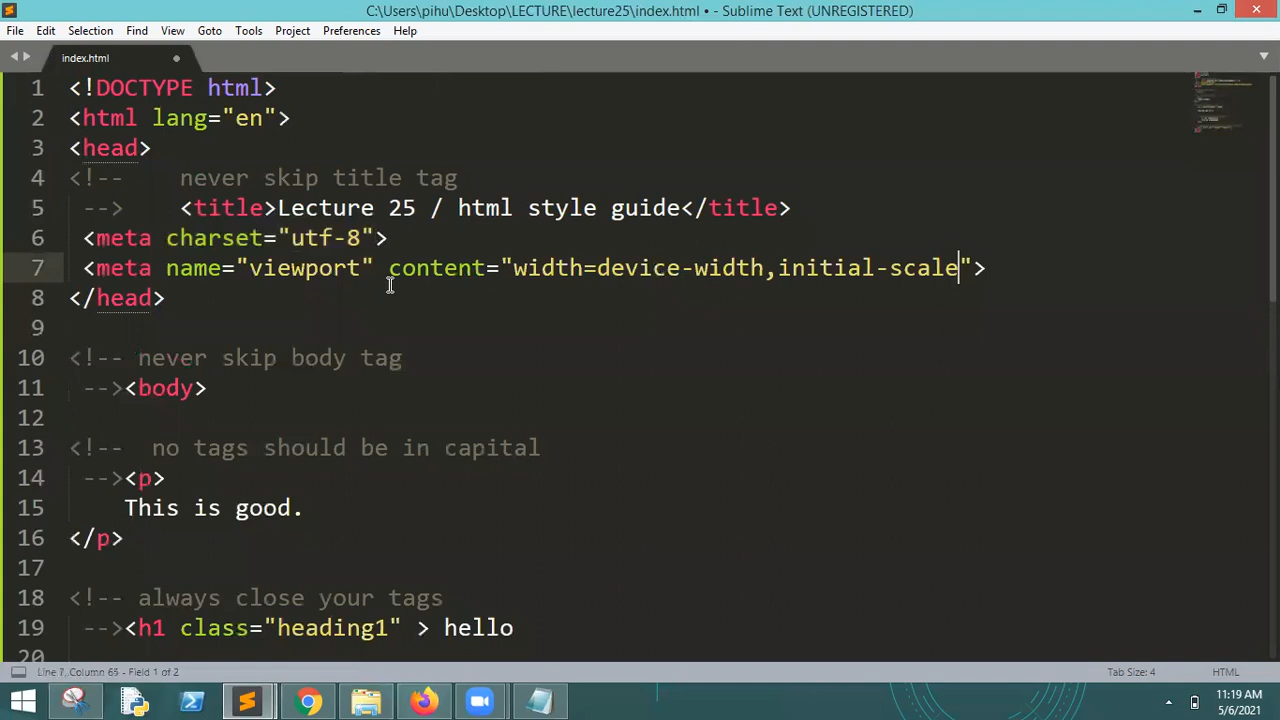 C:\Users\pihu\Desktop\LECTURE\lecture25\index.html • - Sublime Text (UNREGISTERED)
File Edit Selection Find View Goto Tools Project Preferences Help
index.html
1 <!DOCTYPE html>
2 <html lang="en">
3 <head>
4 <!-- never skip title tag
5 --> <title>Lecture 25 / html style guide</title>
6 <meta charset="utf-8">
7 <meta name="viewport" content="width=device-width,initial-scale">
8 </head>
9
10 <!-- never skip body tag
11 --><body>
12
13 <!-- no tags should be in capital
14 --><p>
15 This is good.
16 </p>
17
18 <!-- always close your tags
19 --><h1 class="heading1" > hello
20
Line 7, Column 65 - Field 1 of 2 Tab Size: 4 HTML
11:19 AM
5/6/2021